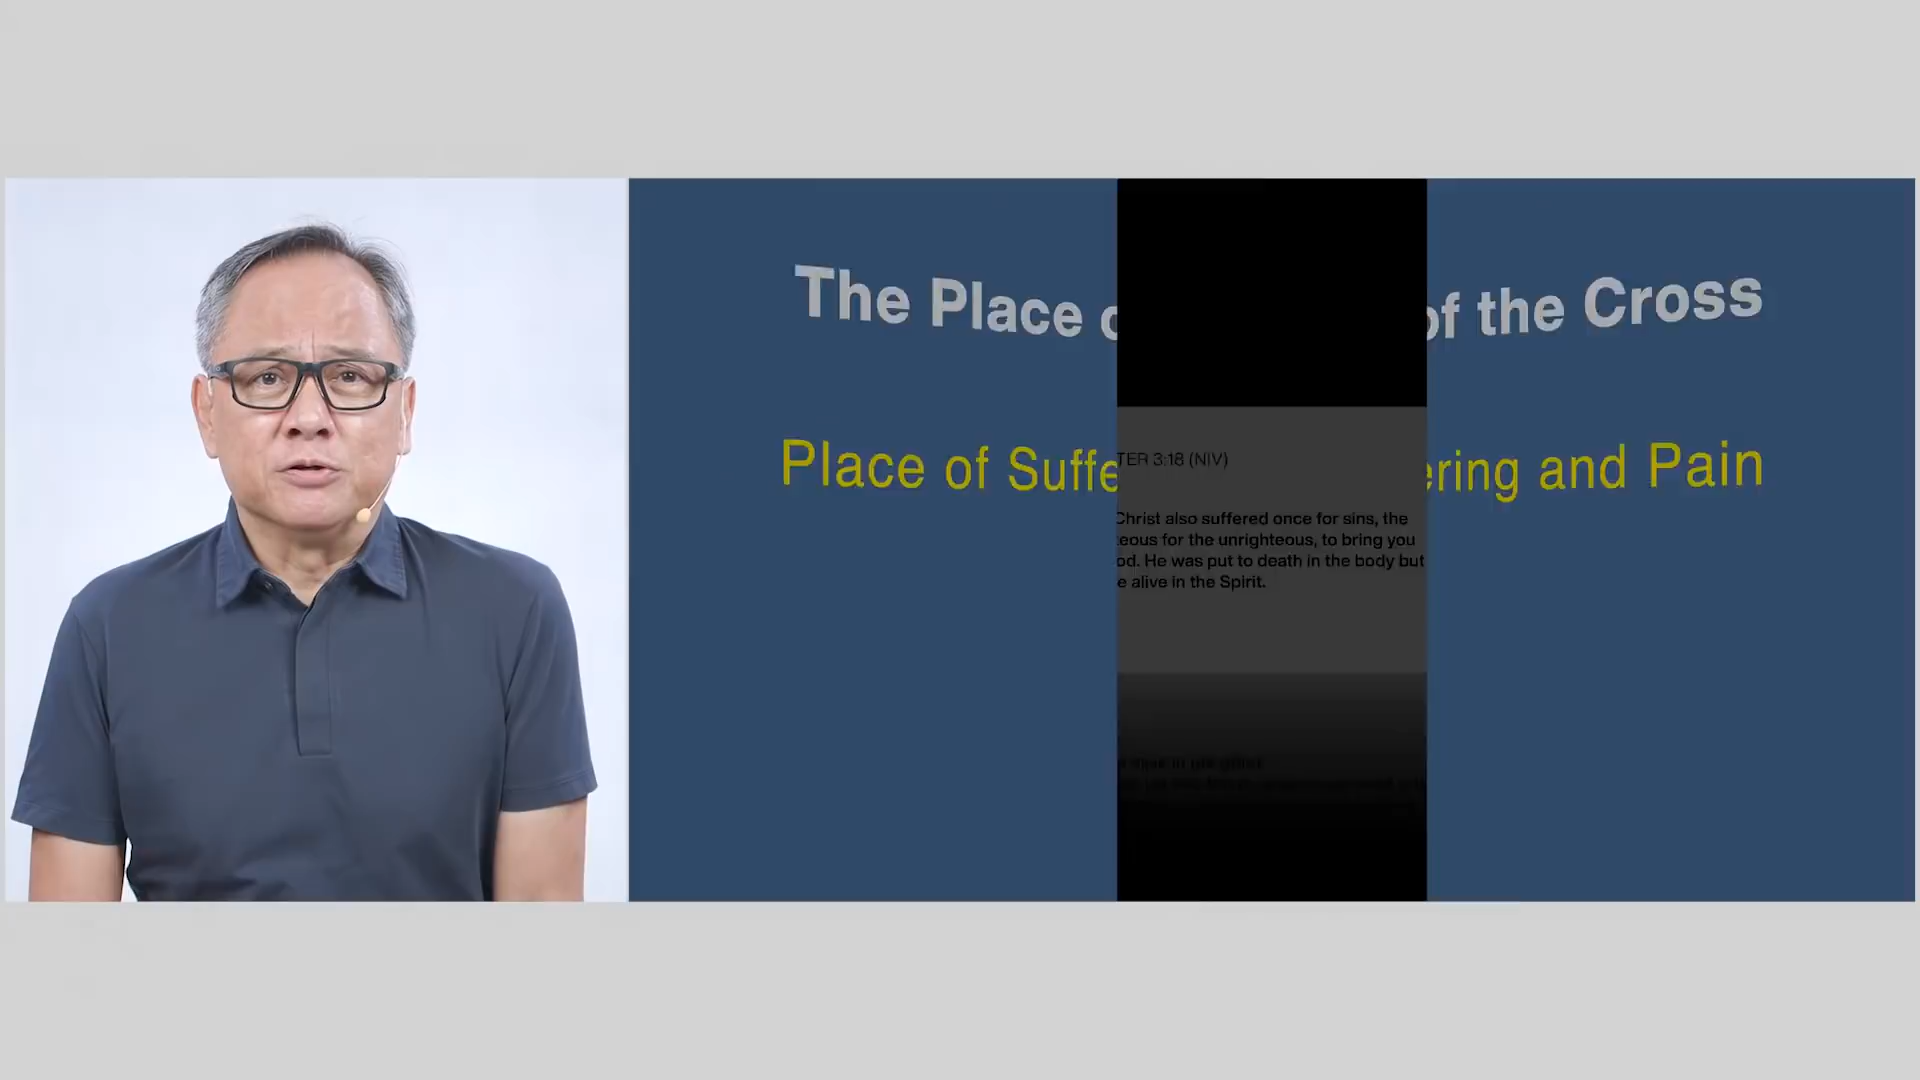 The Place of the Cross
Place of Suffe ering and Pain
TER 3:18 (NIV)
Christ also suffered once for sins, the
eous for the unrighteous, to bring you
od. He was put to death in the body but
e alive in the Spirit.